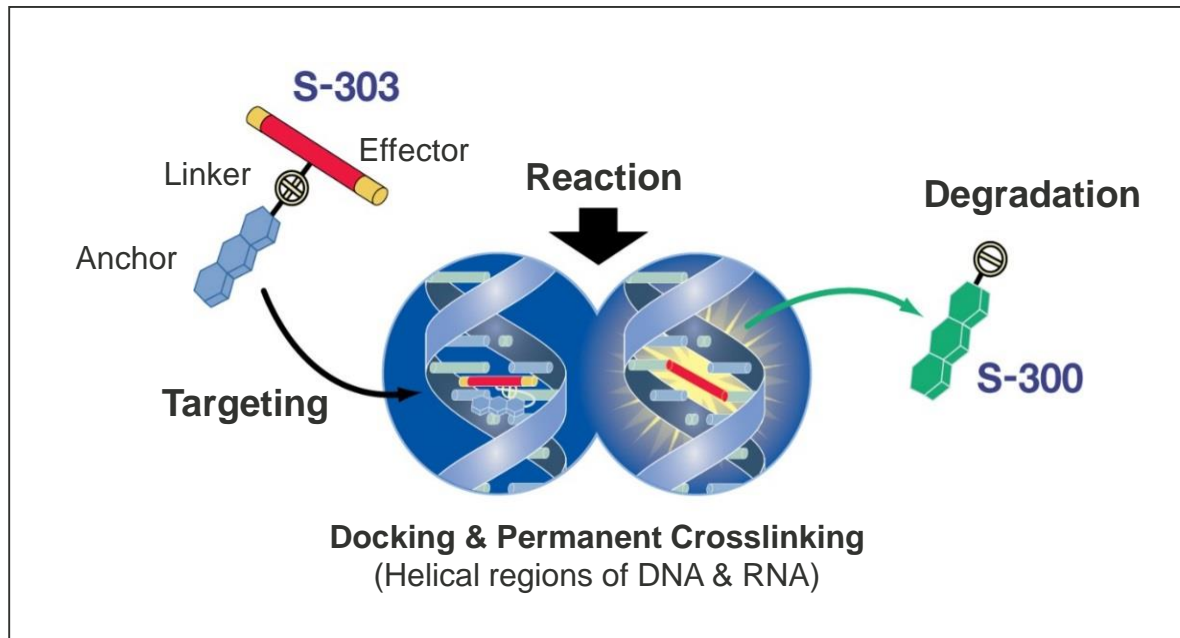 S-303
Effector
Linker
Anchor
Targeting
Reaction
Degradation
S-300
Docking & Permanent Crosslinking
(Helical regions of DNA & RNA)